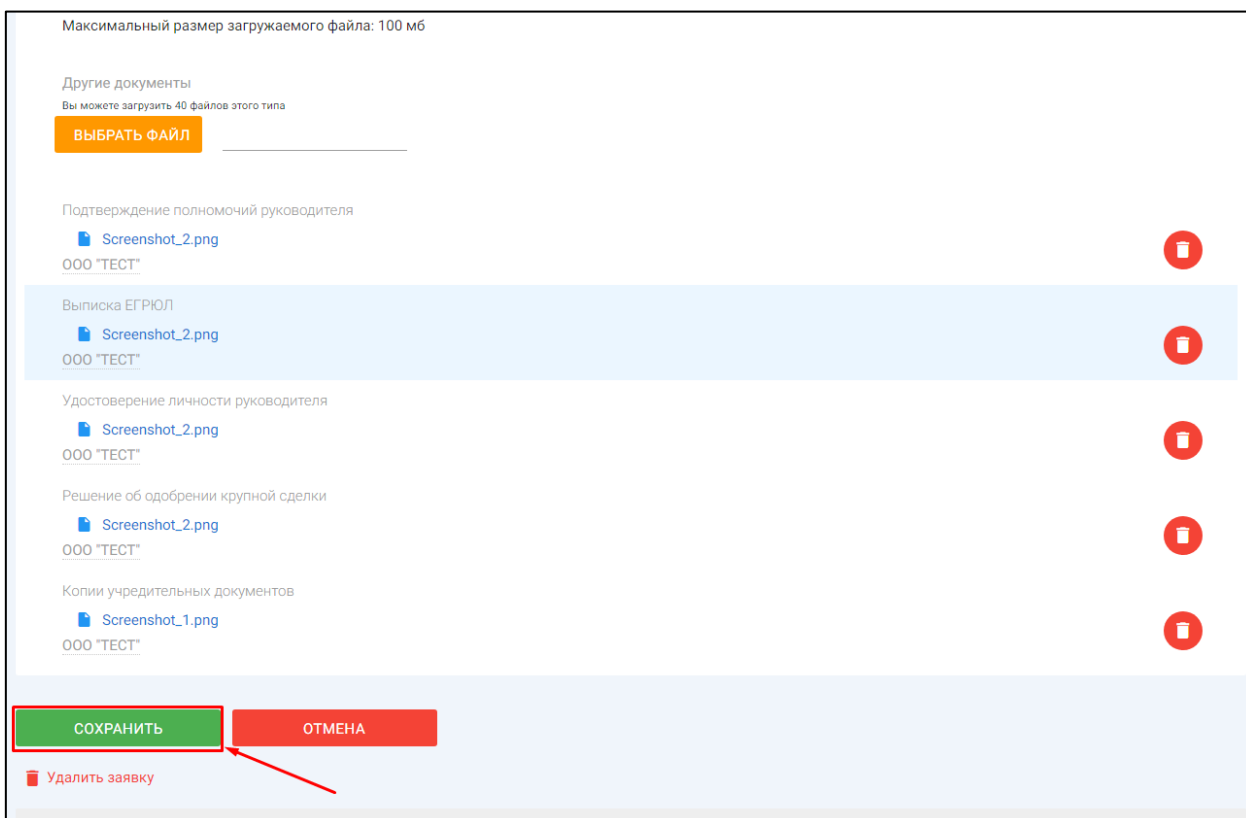 Максимальный размер загружаемого файла: 100 мб
Другие документы
Вы можете загрузить 40 файлов этого типа
ВЫБРАТЬ ФАЙЛ
Подтверждение полномочий руководителя
Screenshot_2.png
ООО "ТЕСТ"
Выписка ЕГРЮЛ
Screenshot_2.png
ООО "ТЕСТ"
Удостоверение личности руководителя
Screenshot_2.png
ООО "ТЕСТ"
Решение об одобрении крупной сделки
Screenshot_2.png
ООО "ТЕСТ"
Копии учредительных документов
Screenshot_1.png
ООО "ТЕСТ"
СОХРАНИТЬ ОТМЕНА
Удалить заявку